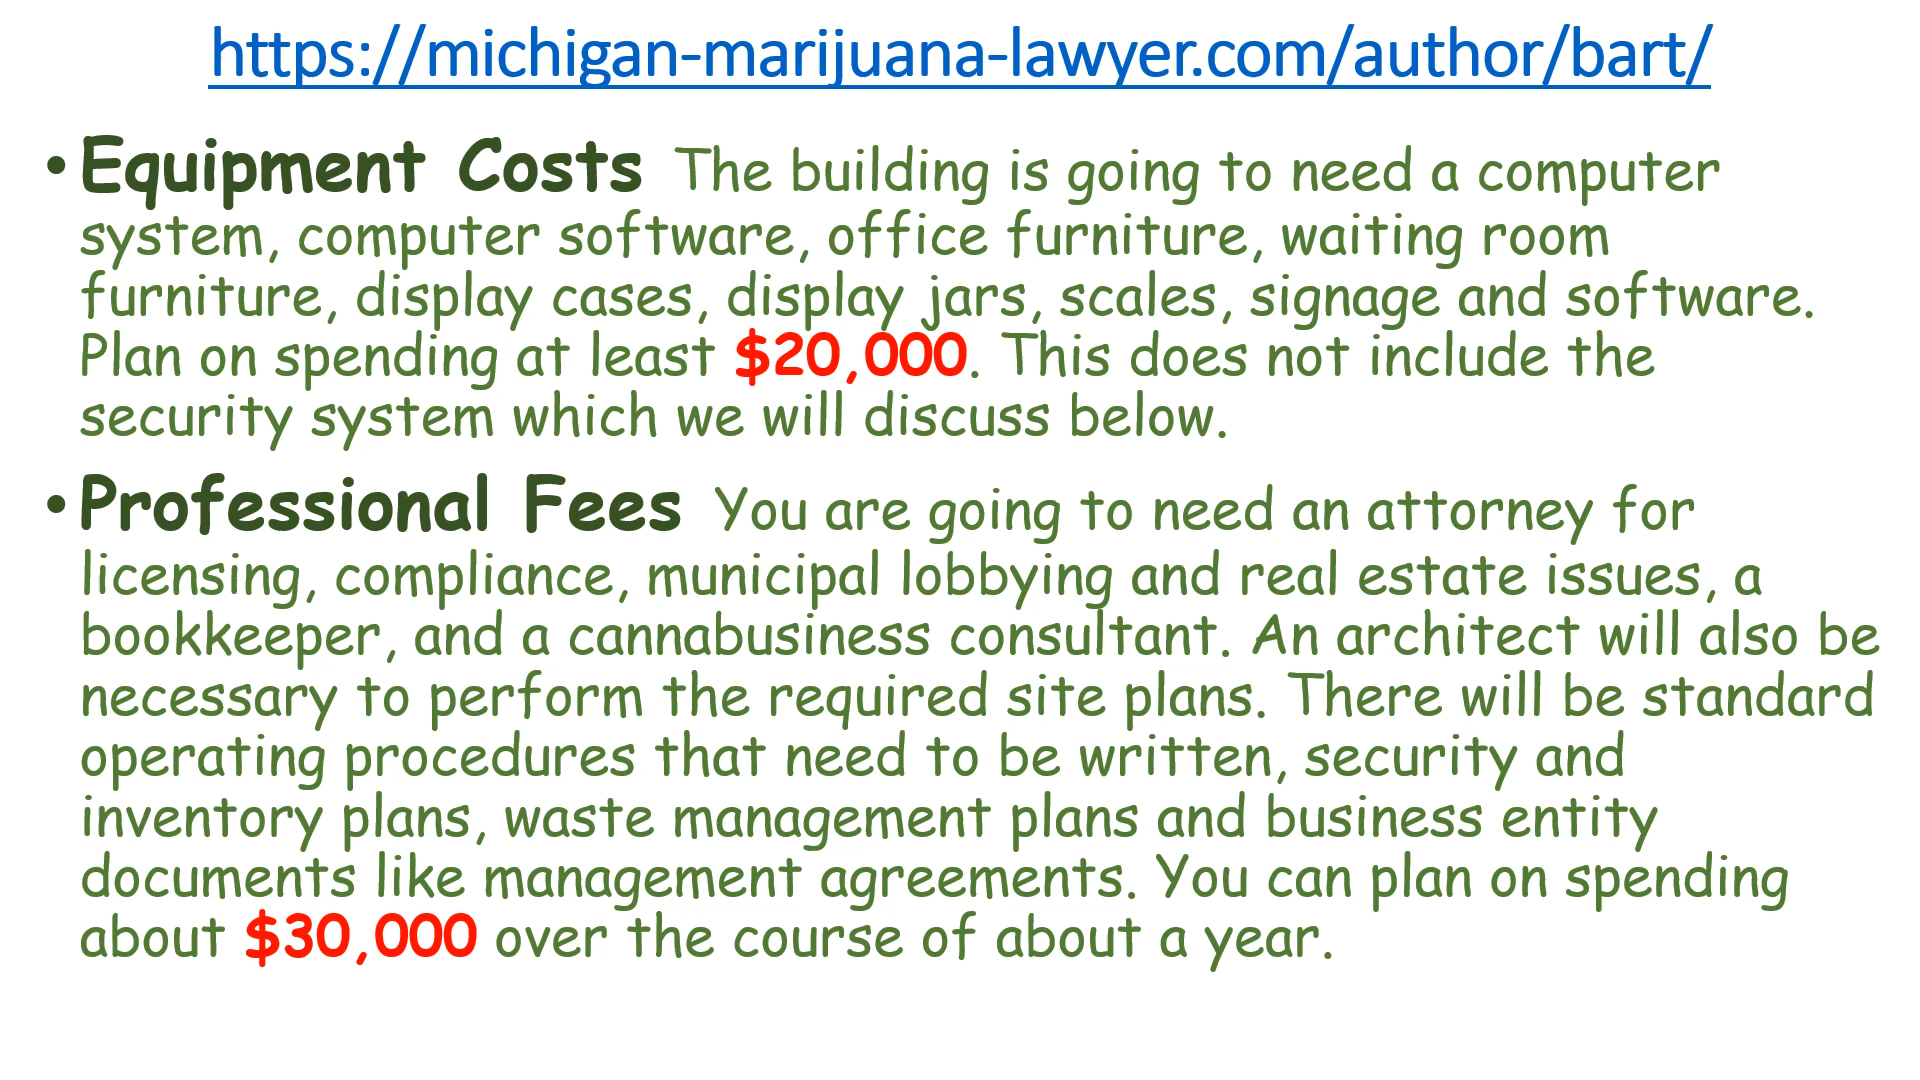 https://michigan-marijuana-lawyer.com/author/bart/
• Equipment Costs The building is going to need a computer
system, computer software, office furniture, waiting room
furniture, display cases, display jars, scales, signage and software.
Plan on spending at least $20,000. This does not include the
security system which we will discuss below.
• Professional Fees You are going to need an attorney for
licensing, compliance, municipal lobbying and real estate issues, a
bookkeeper, and a cannabusiness consultant. An architect will also be
necessary to perform the required site plans. There will be standard
operating procedures that need to be written, security and
inventory plans, waste management plans and business entity
documents like management agreements. You can plan on spending
about $30,000 over the course of about a year.